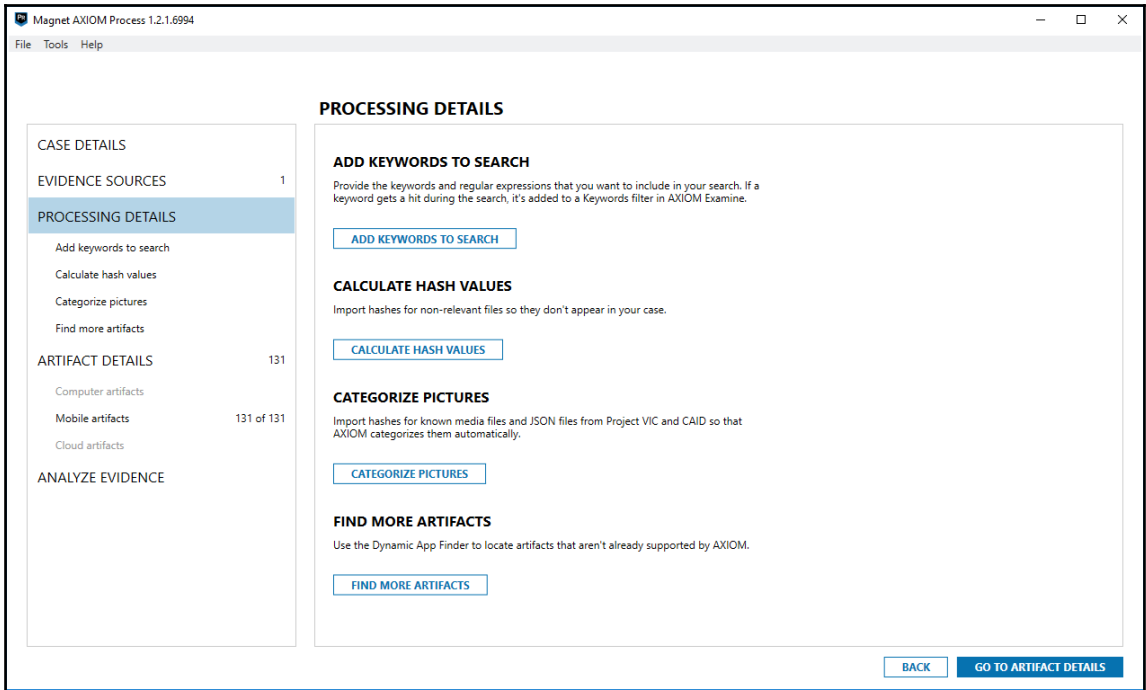 PR Magnet AXIOM Process 1.2.1.6994
File Tools Help
PROCESSING DETAILS
CASE DETAILS
EVIDENCE SOURCES 1
PROCESSING DETAILS
Add keywords to search
Calculate hash values
Categorize pictures
Find more artifacts
ARTIFACT DETAILS 131
Computer artifacts
Mobile artifacts 131 of 131
Cloud artifacts
ANALYZE EVIDENCE
ADD KEYWORDS TO SEARCH
Provide the keywords and regular expressions that you want to include in your search. If a
keyword gets a hit during the search, it's added to a Keywords filter in AXIOM Examine.
ADD KEYWORDS TO SEARCH
CALCULATE HASH VALUES
Import hashes for non-relevant files so they don't appear in your case.
CALCULATE HASH VALUES
CATEGORIZE PICTURES
Import hashes for known media files and JSON files from Project VIC and CAID so that
AXIOM categorizes them automatically.
CATEGORIZE PICTURES
FIND MORE ARTIFACTS
Use the Dynamic App Finder to locate artifacts that aren't already supported by AXIOM.
FIND MORE ARTIFACTS
BACK GO TO ARTIFACT DETAILS